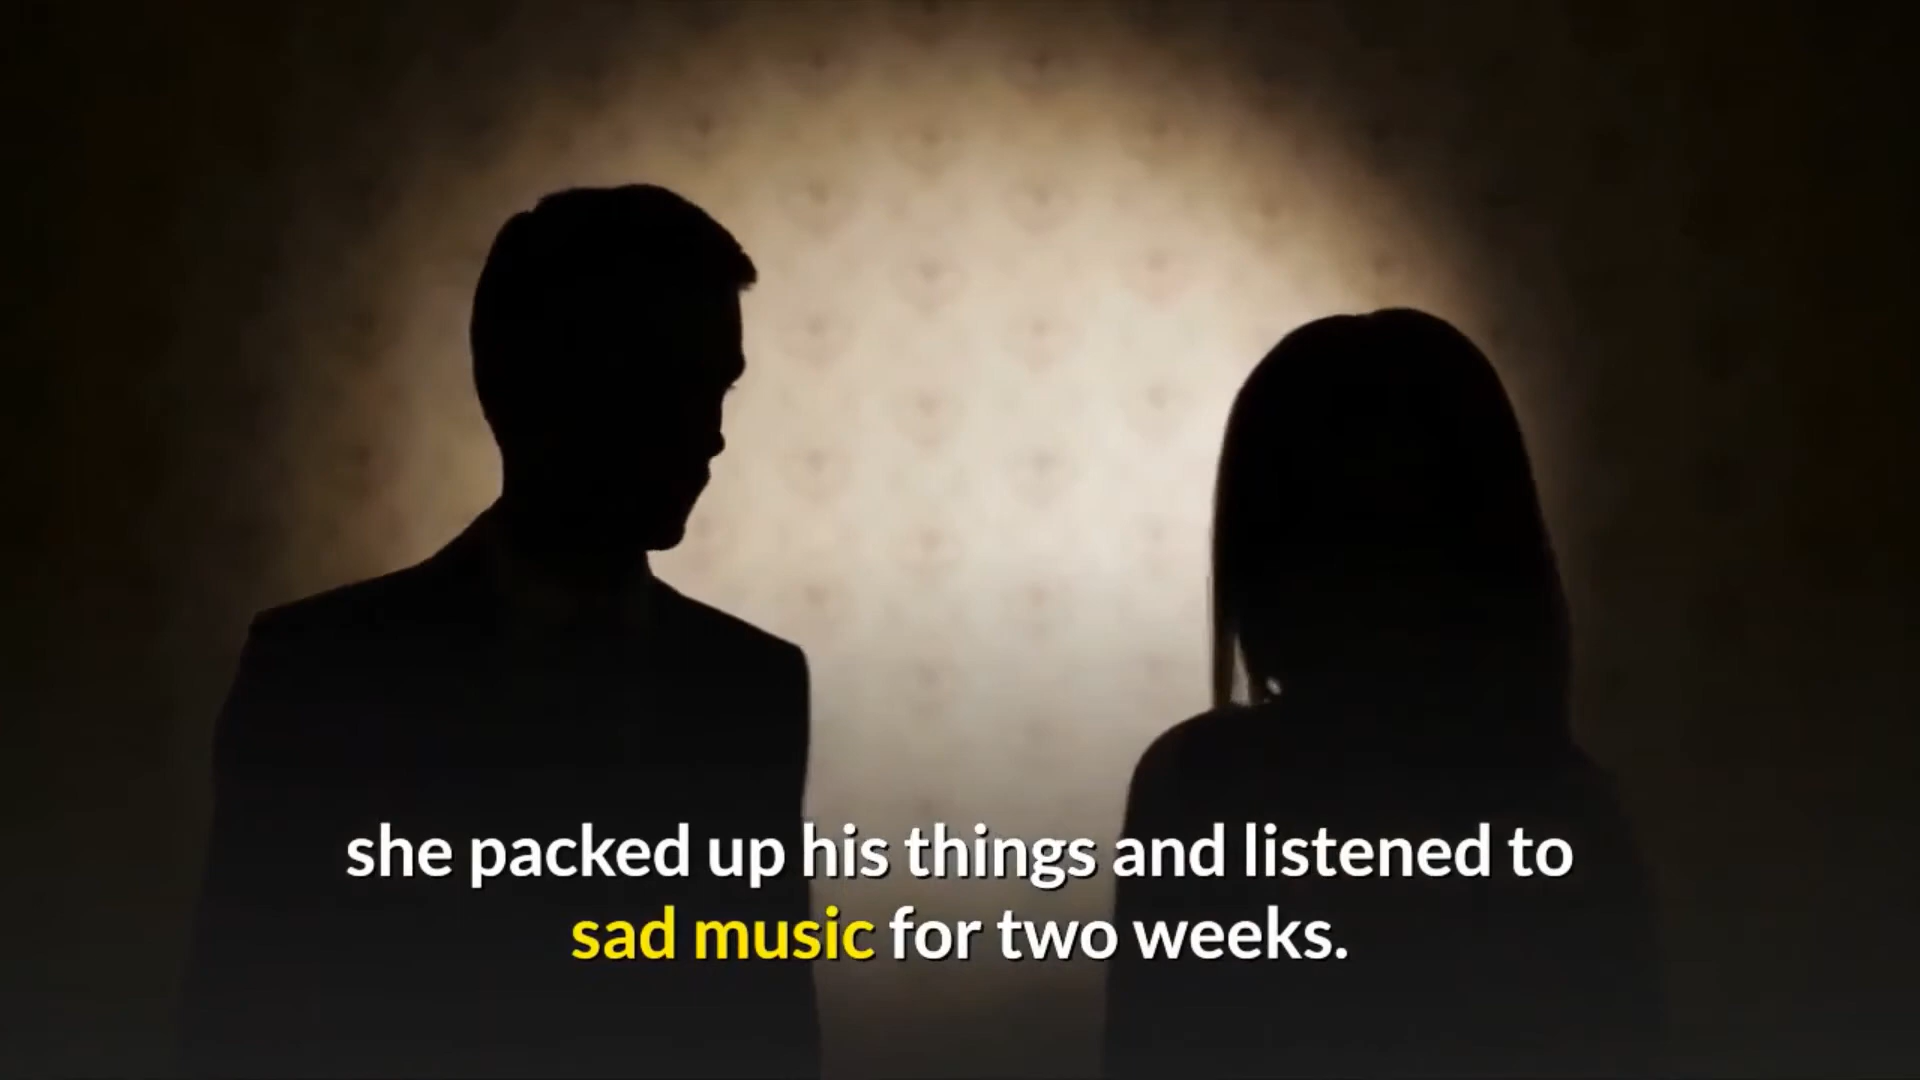 she packed up his things and listened to
sad music for two weeks.